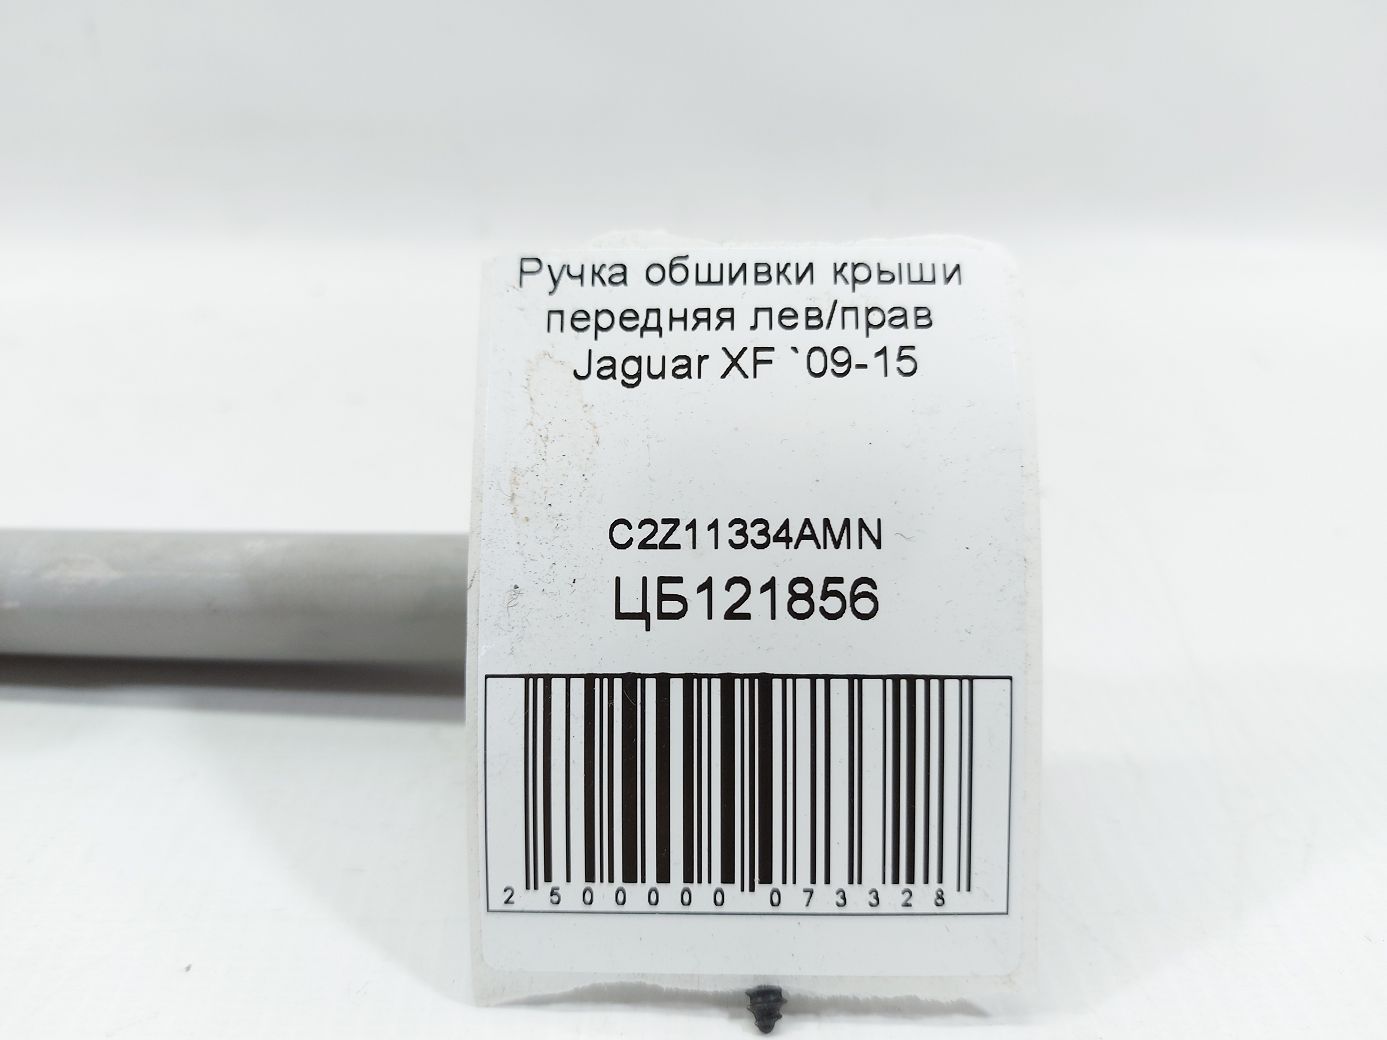 Ручка обшивки крыши
передняя лев/прав
Jaguar XF `09-15
C2Z11334AMN
ЦБ121856
2 500000 073328